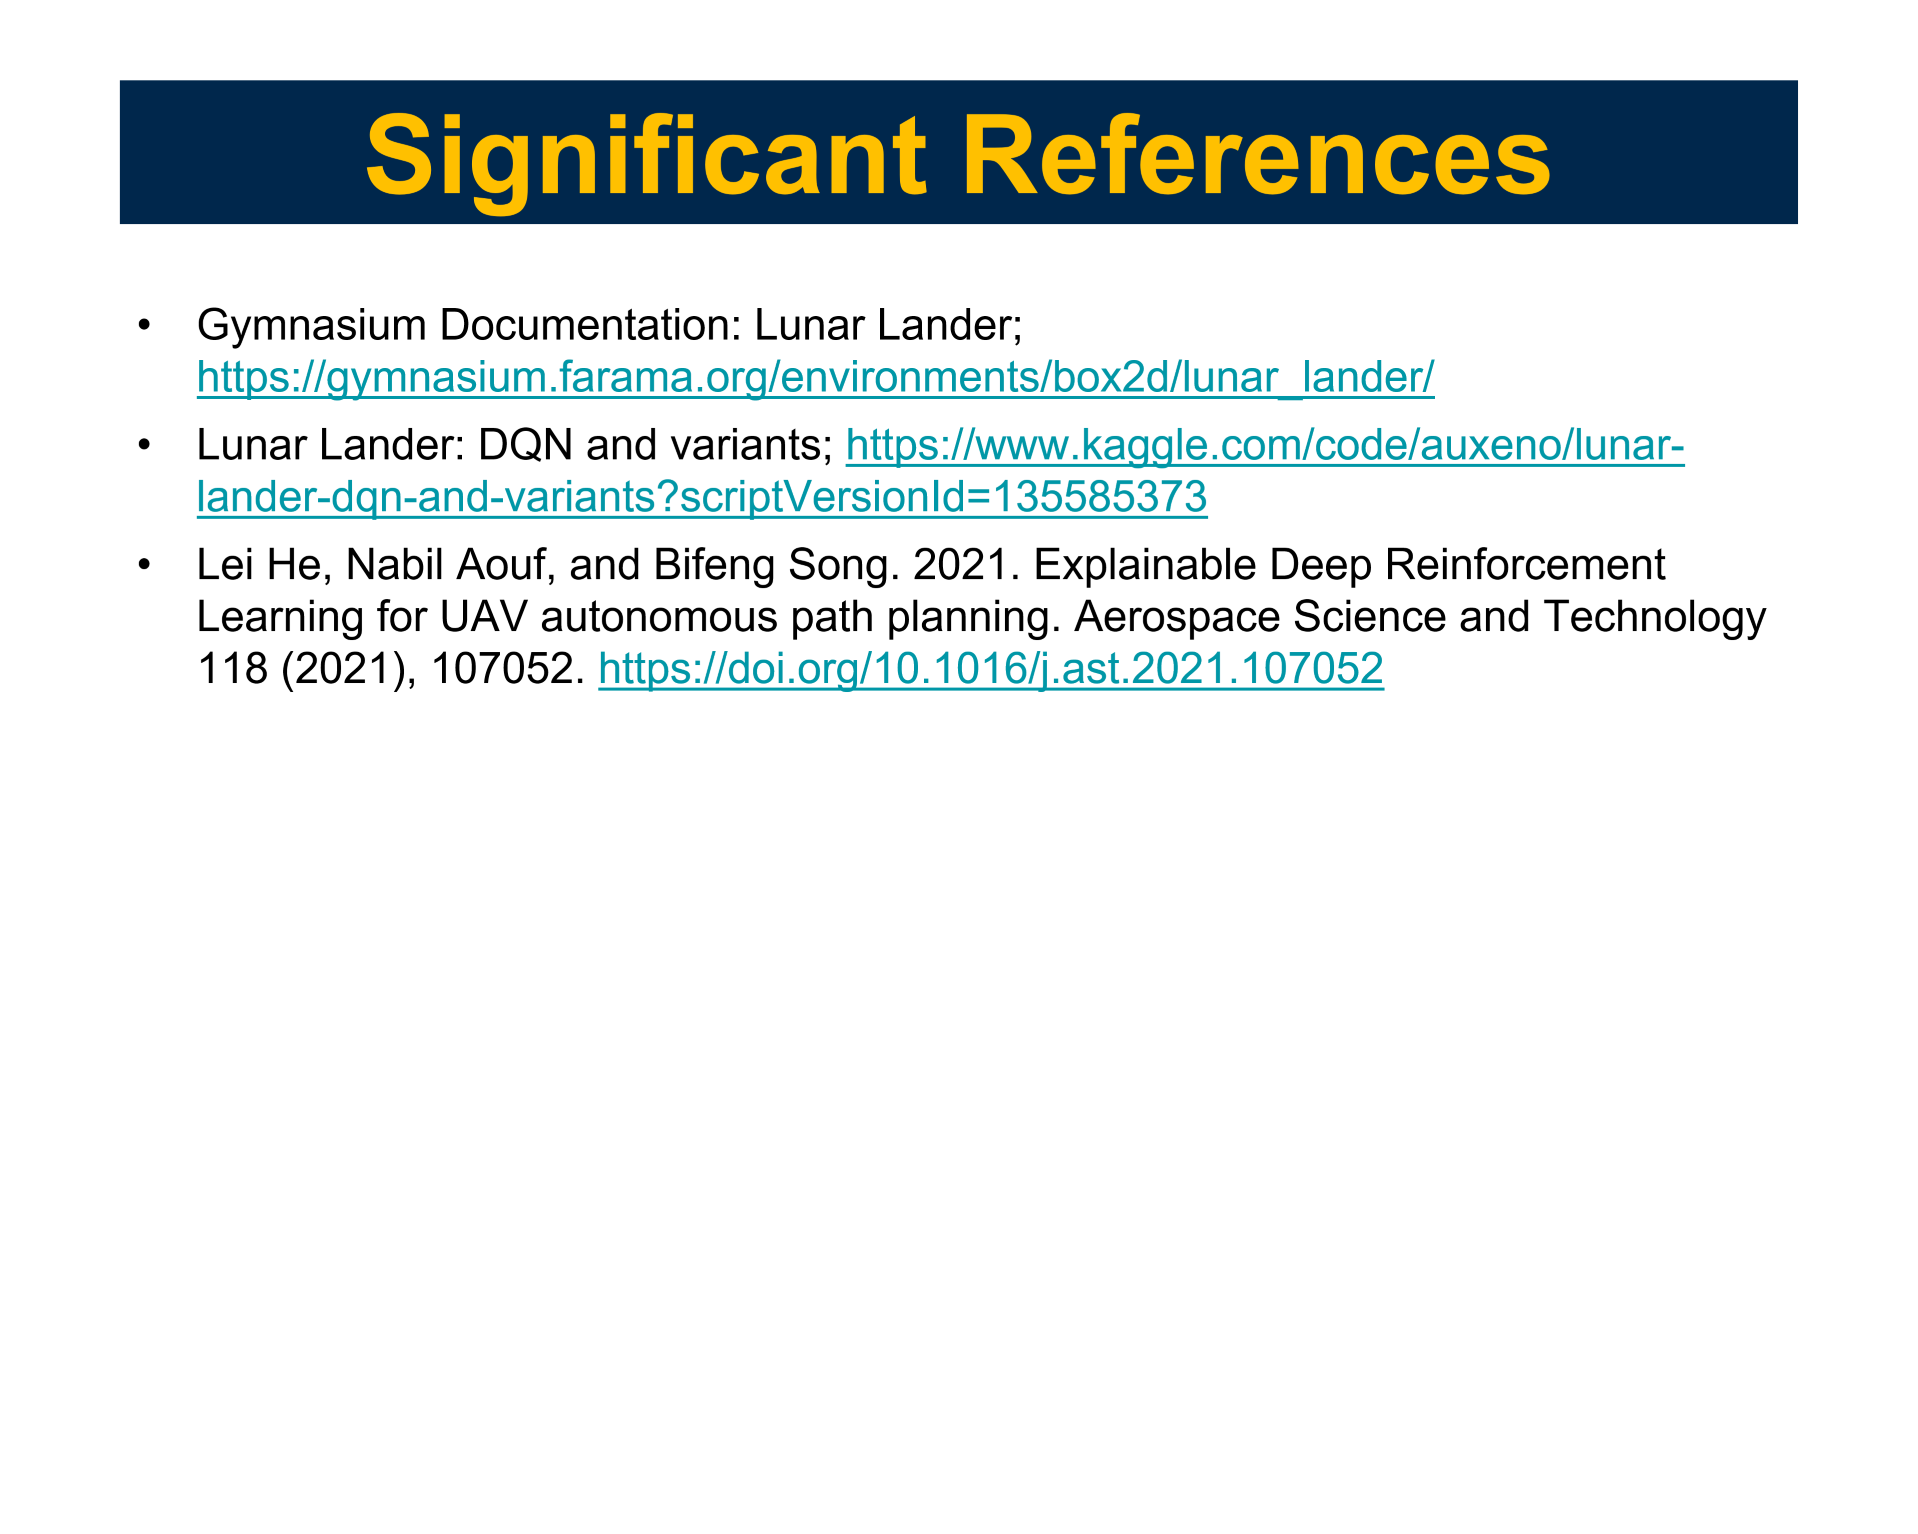 Significant References
• Gymnasium Documentation: Lunar Lander;
https://gymnasium.farama.org/environments/box2d/lunar_lander/
• Lunar Lander: DQN and variants; https://www.kaggle.com/code/auxeno/lunar-
lander-dqn-and-variants?scriptVersionId=135585373
• Lei He, Nabil Aouf, and Bifeng Song. 2021. Explainable Deep Reinforcement
Learning for UAV autonomous path planning. Aerospace Science and Technology
118 (2021), 107052. https://doi.org/10.1016/j.ast.2021.107052